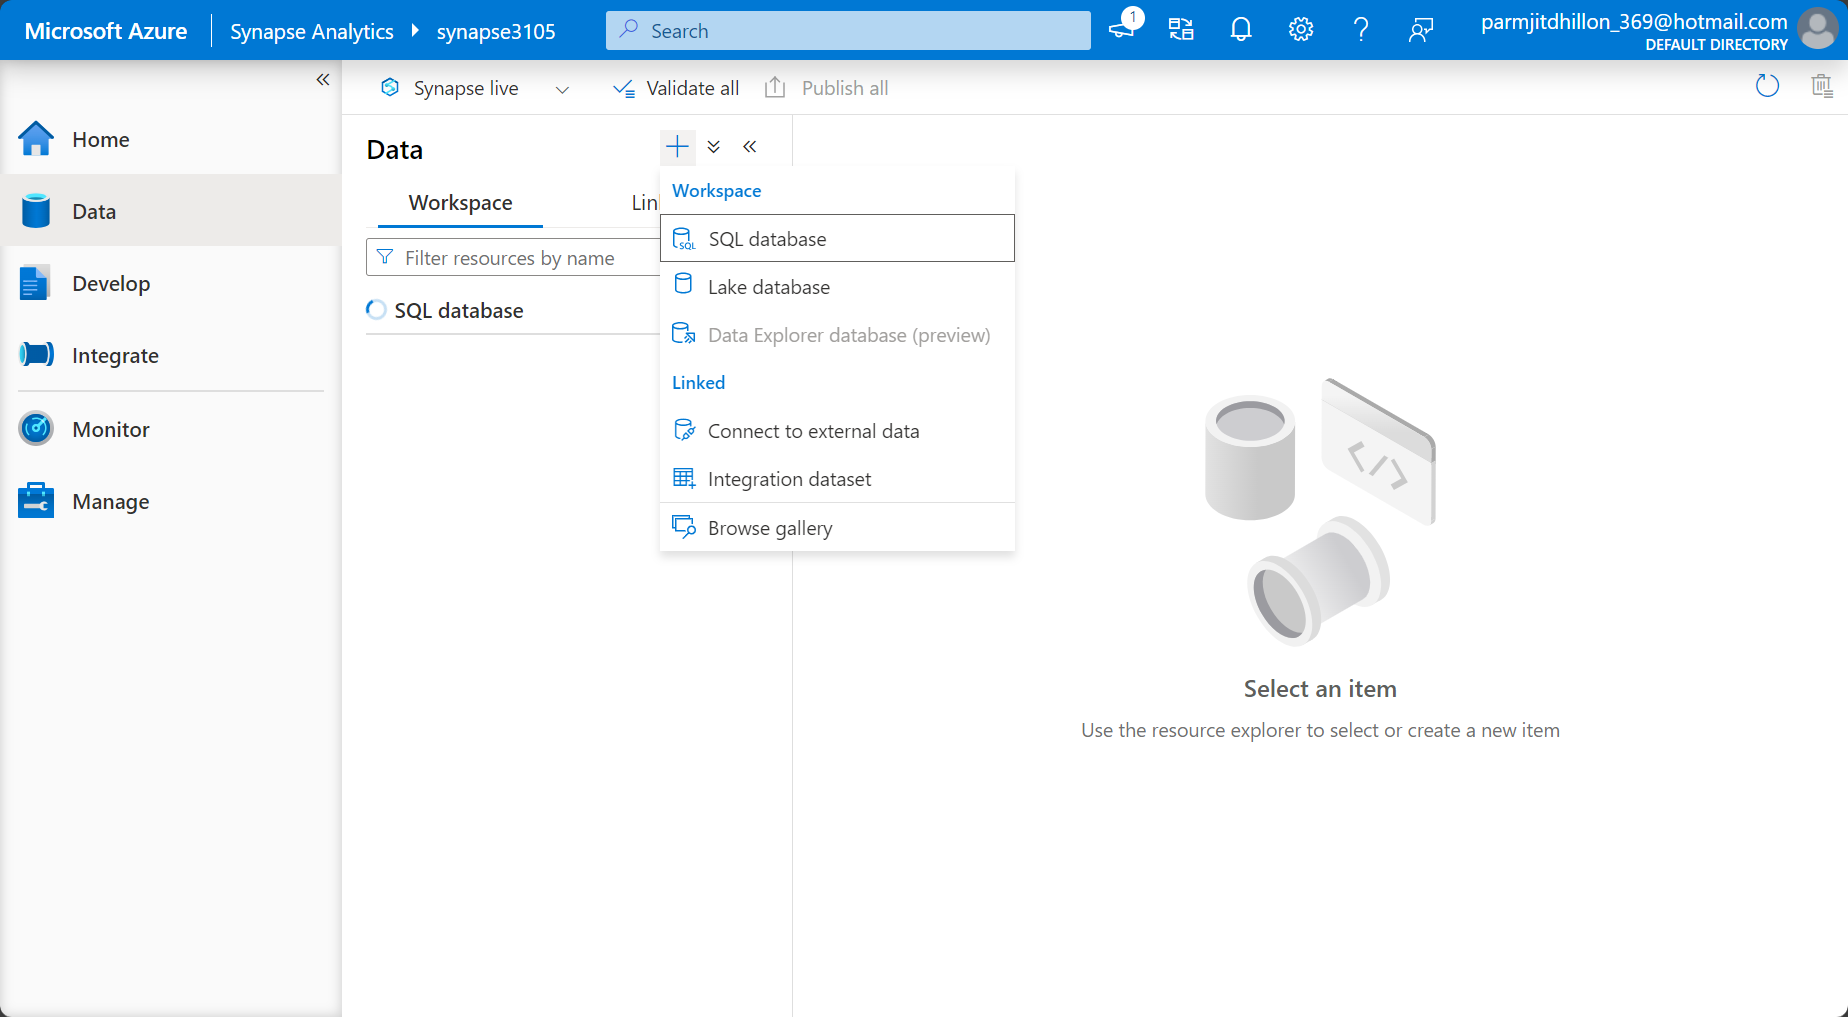 Microsoft Azure
Synapse Analytics
synapse3105
Search
1
parmjitdhillon_369@hotmail.com
DEFAULT DIRECTORY
Synapse live
Validate all
Publish all
Home
Data
Develop
Integrate
Monitor
Manage
Data
Workspace
Lin
Filter resources by name
SQL database
Workspace
SQL
SQL database
Lake database
Data Explorer database (preview)
Linked
Connect to external data
Integration dataset
Browse gallery
Select an item
Use the resource explorer to select or create a new item